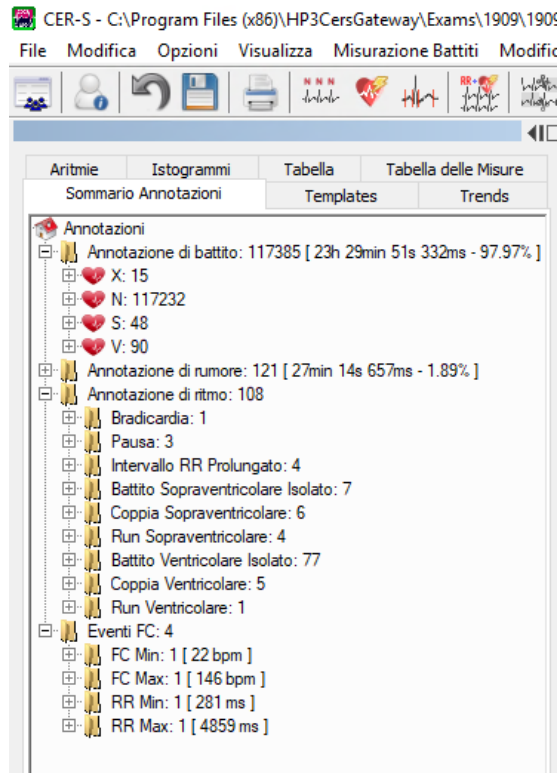 CER-S - C:\Program Files (x86)\HP3CersGateway\Exams\1909\1909
File Modifica Opzioni Visualizza Misurazione Battiti Modific
N N N
RR+
Aritmie Istogrammi Tabella Tabella delle Misure
Sommario Annotazioni Templates Trends
Annotazioni
Annotazione di battito: 117385 [ 23h 29min 51s 332ms - 97.97% ]
X: 15
N: 117232
S: 48
V: 90
Annotazione di rumore: 121 [ 27min 14s 657ms - 1.89% ]
Annotazione di ritmo: 108
Bradicardia: 1
Pausa: 3
Intervallo RR Prolungato: 4
Battito Sopraventricolare Isolato: 7
Coppia Sopraventricolare: 6
Run Sopraventricolare: 4
Battito Ventricolare Isolato: 77
Coppia Ventricolare: 5
Run Ventricolare: 1
Eventi FC: 4
FC Min: 1 [ 22 bpm ]
FC Max: 1 [ 146 bpm ]
RR Min: 1 [ 281 ms ]
RR Max: 1 [ 4859 ms ]